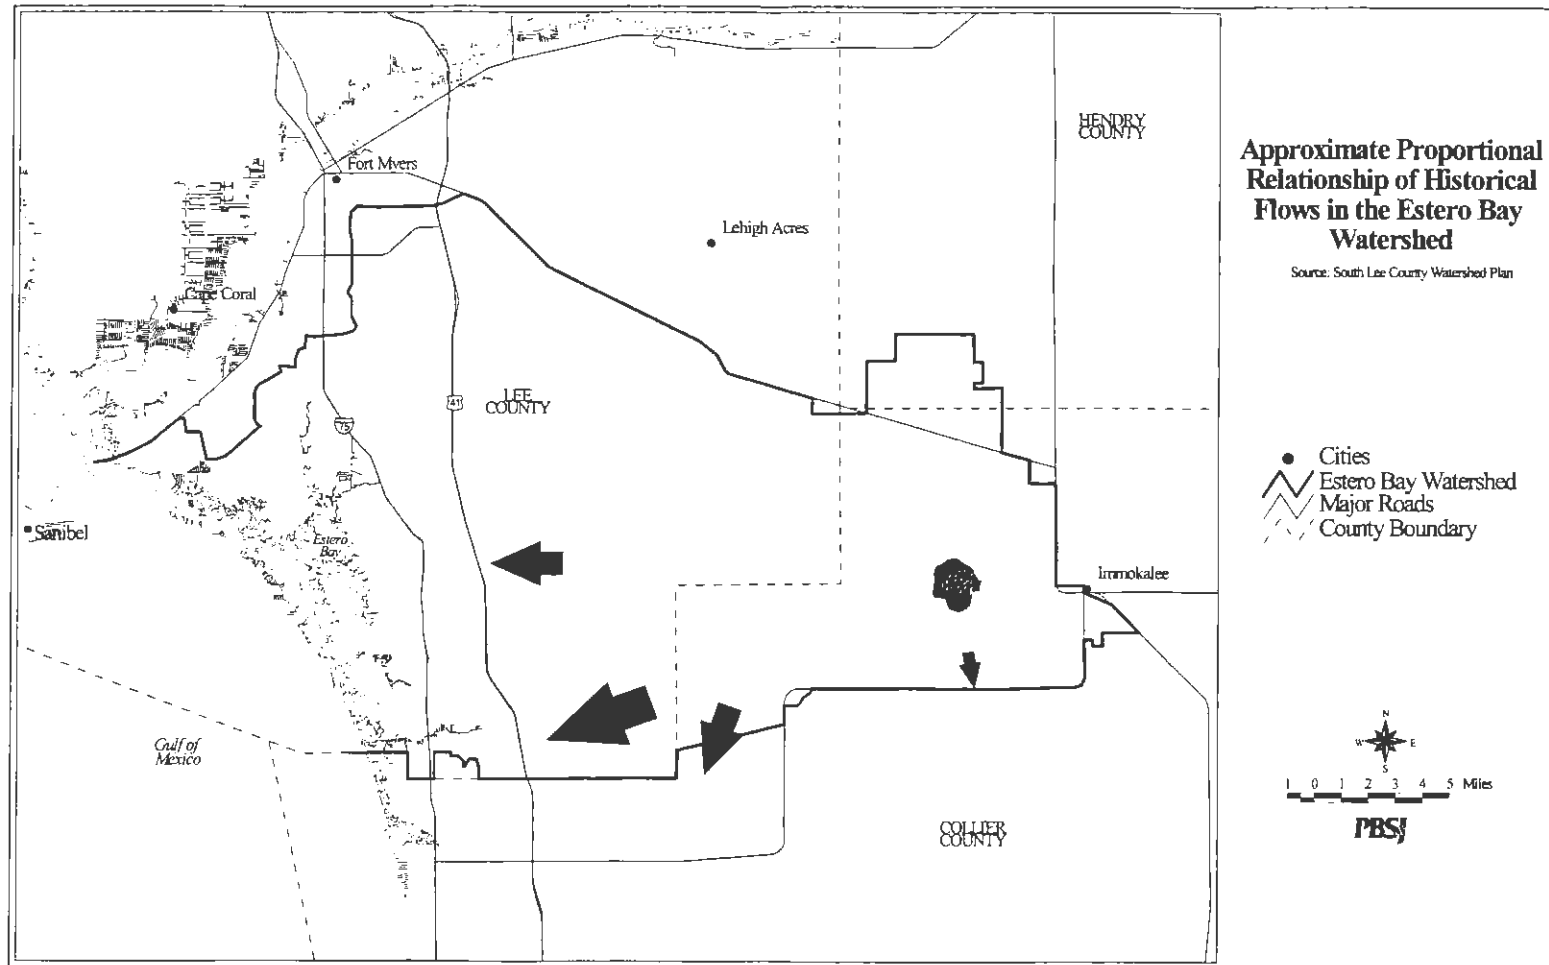 HENDRY
COUNTY
Approximate Proportional
Relationship of Historical
Flows in the Estero Bay
Watershed
Source: South Lee County Watershed Plan
Fort Myers
Lehigh Acres
Cape Coral
LEE
COUNTY
41
75
Cities
Estero Bay Watershed
Major Roads
County Boundary
Sanibel
Estero
Bay
Immokalee
Gulf of
Mexico
N
W E
S
1 0 1 2 3 4 5 Miles
PBSJ
COLLIER
COUNTY